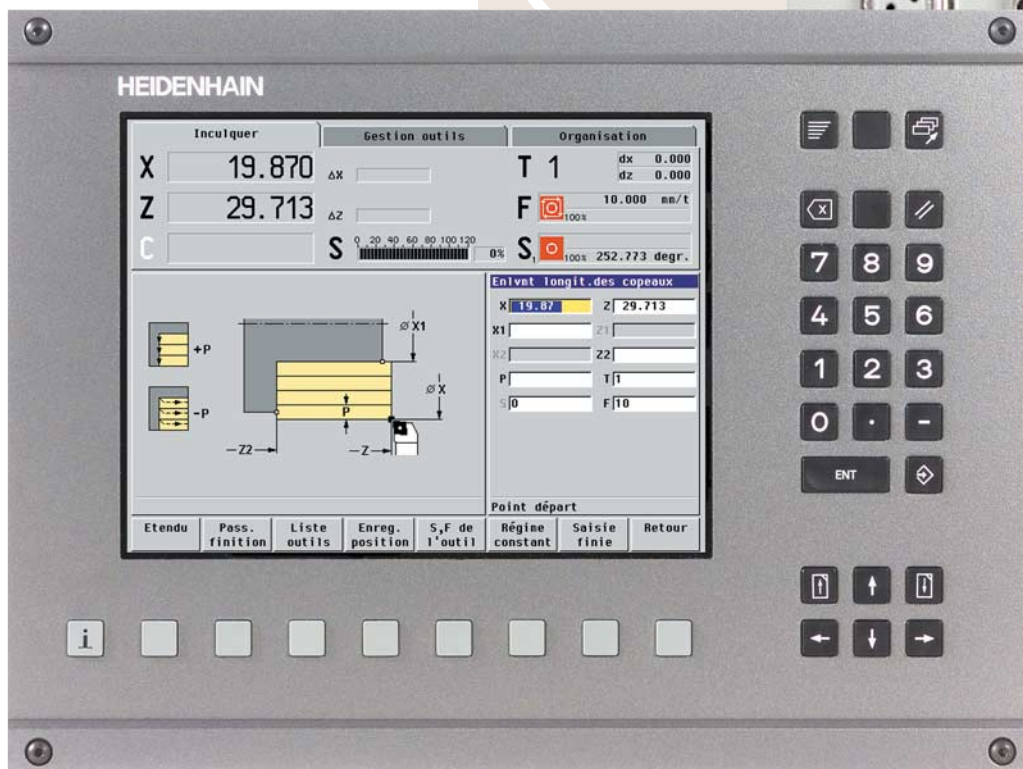 HEIDENHAIN
Inculquer Gestion outils Organisation
X 19.870 ΔX T 1 dx 0.000
dz 0.000
Z 29.713 ΔZ F 100% 10.000 mm/t
C S 0 20 40 60 80 100 120 0% S1 100% 252.773 degr.
Enlvnt longit.des copeaux
X 19.87 Z 29.713
X1 Z1
X2 Z2
P T 1
S 0 F 10
Point départ
+P
-P
ø X1
ø X
P
-Z2
-Z
Etendu Pass. finition Liste outils Enreg. position S,F de l'outil Régime constant Saisie finie Retour
i
X
7 8 9
4 5 6
1 2 3
0 . -
ENT